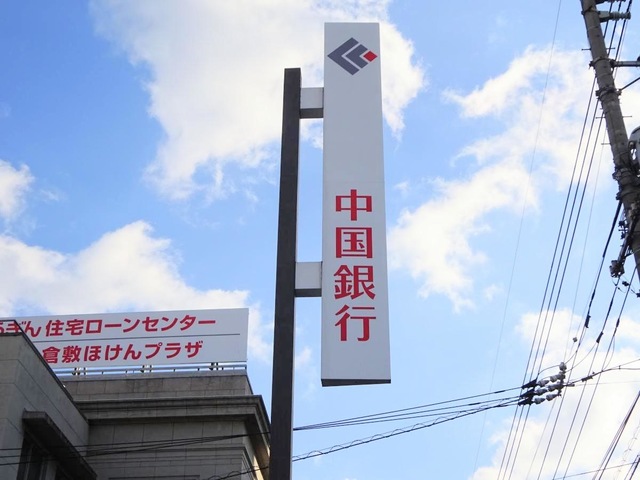 中国銀行
ぎん 住宅ローンセンター
倉敷ほけんプラザ